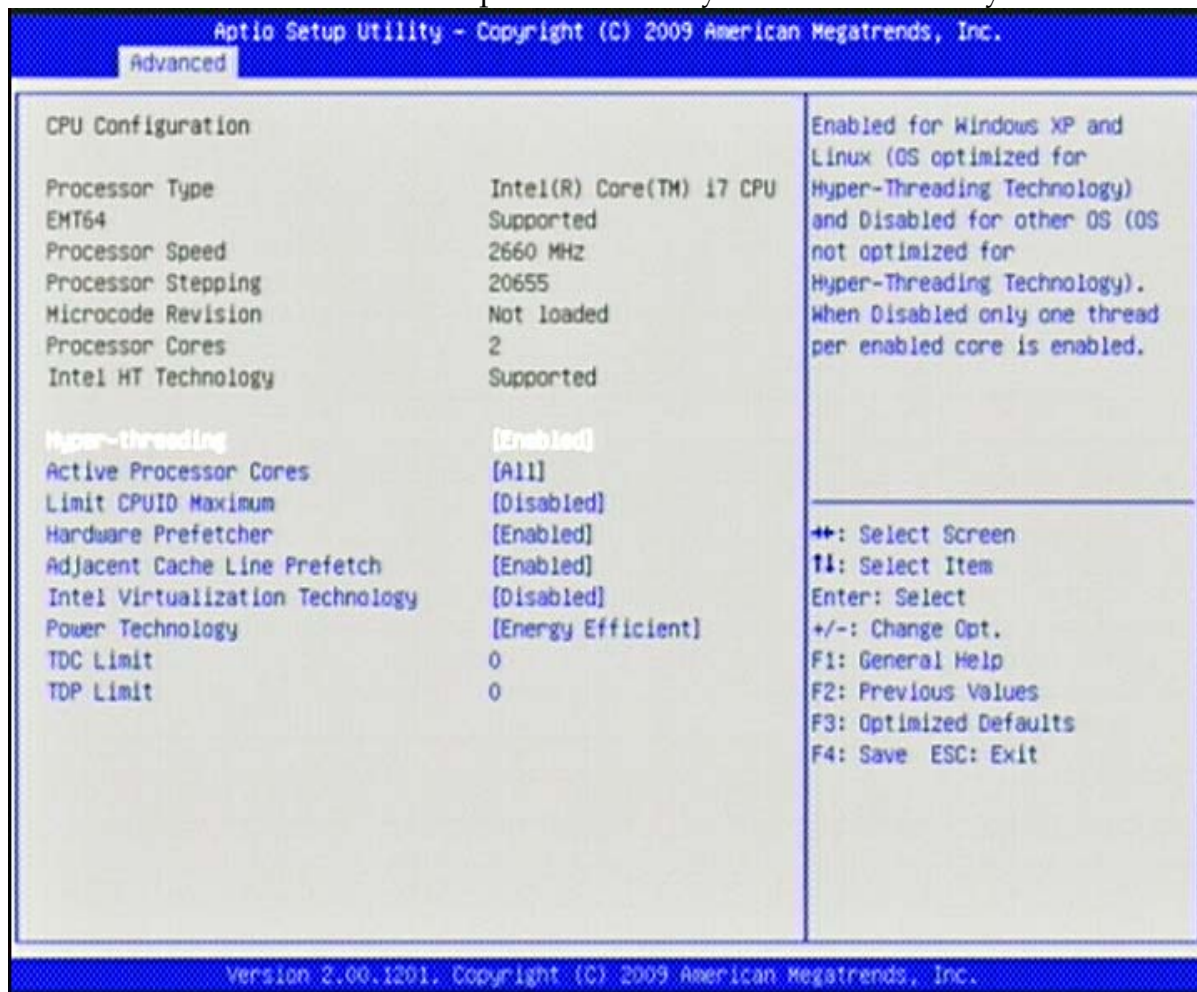 Aptio Setup Utility - Copyright (C) 2009 American Megatrends, Inc.
Advanced
CPU Configuration
Processor Type Intel(R) Core(TM) i7 CPU
EMT64 Supported
Processor Speed 2660 MHz
Processor Stepping 20655
Microcode Revision Not loaded
Processor Cores 2
Intel HT Technology Supported
Hyper-threading [Enabled]
Active Processor Cores [All]
Limit CPUID Maximum [Disabled]
Hardware Prefetcher [Enabled]
Adjacent Cache Line Prefetch [Enabled]
Intel Virtualization Technology [Disabled]
Power Technology [Energy Efficient]
TDC Limit 0
TDP Limit 0
Enabled for Windows XP and
Linux (OS optimized for
Hyper-Threading Technology)
and Disabled for other OS (OS
not optimized for
Hyper-Threading Technology).
When Disabled only one thread
per enabled core is enabled.
→←: Select Screen
↑↓: Select Item
Enter: Select
+/-: Change Opt.
F1: General Help
F2: Previous Values
F3: Optimized Defaults
F4: Save ESC: Exit
Version 2.00.1201. Copyright (C) 2009 American Megatrends, Inc.